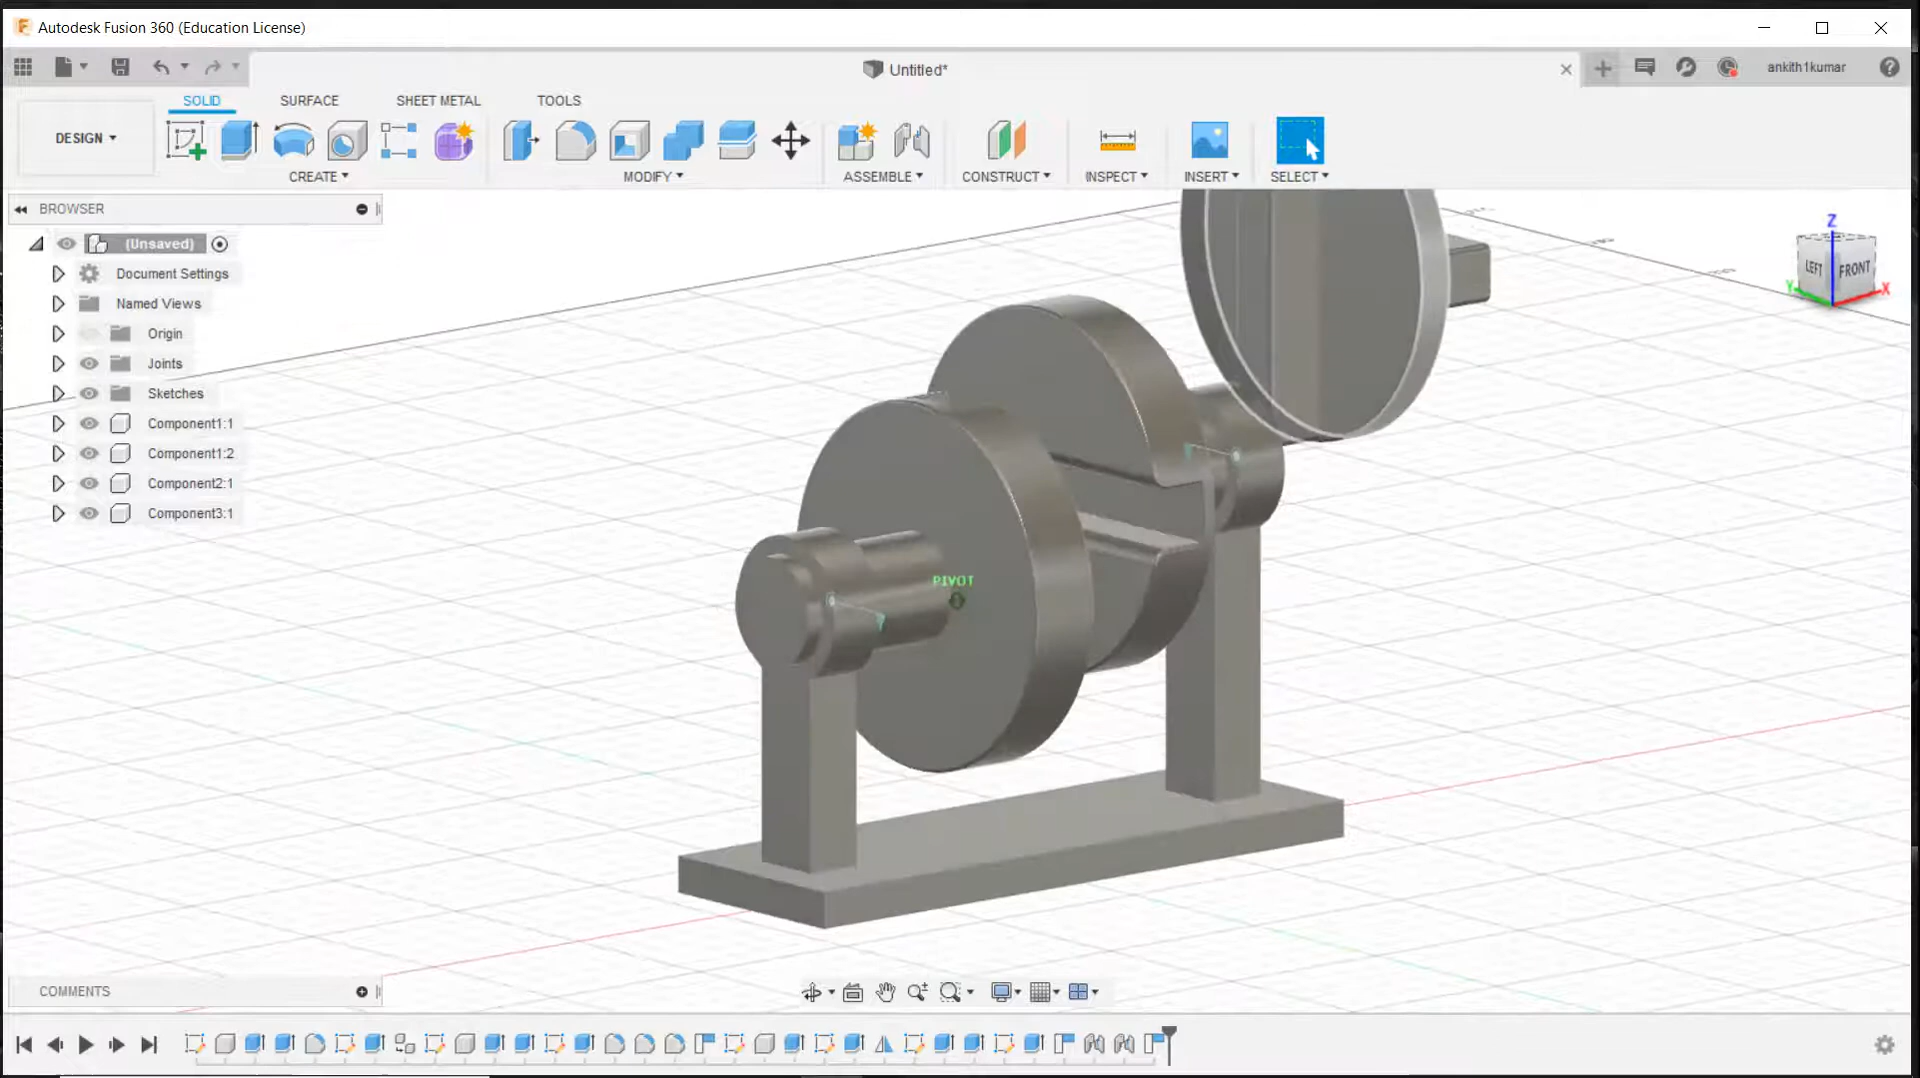 Autodesk Fusion 360 (Education License)
Untitled*
ankith1kumar
SOLID SURFACE SHEET METAL TOOLS
DESIGN
CREATE MODIFY ASSEMBLE CONSTRUCT INSPECT INSERT SELECT
BROWSER
(Unsaved)
Document Settings
Named Views
Origin
Joints
Sketches
Component1:1
Component1:2
Component2:1
Component3:1
Z
LEFT FRONT
Y X
PIVOT
COMMENTS